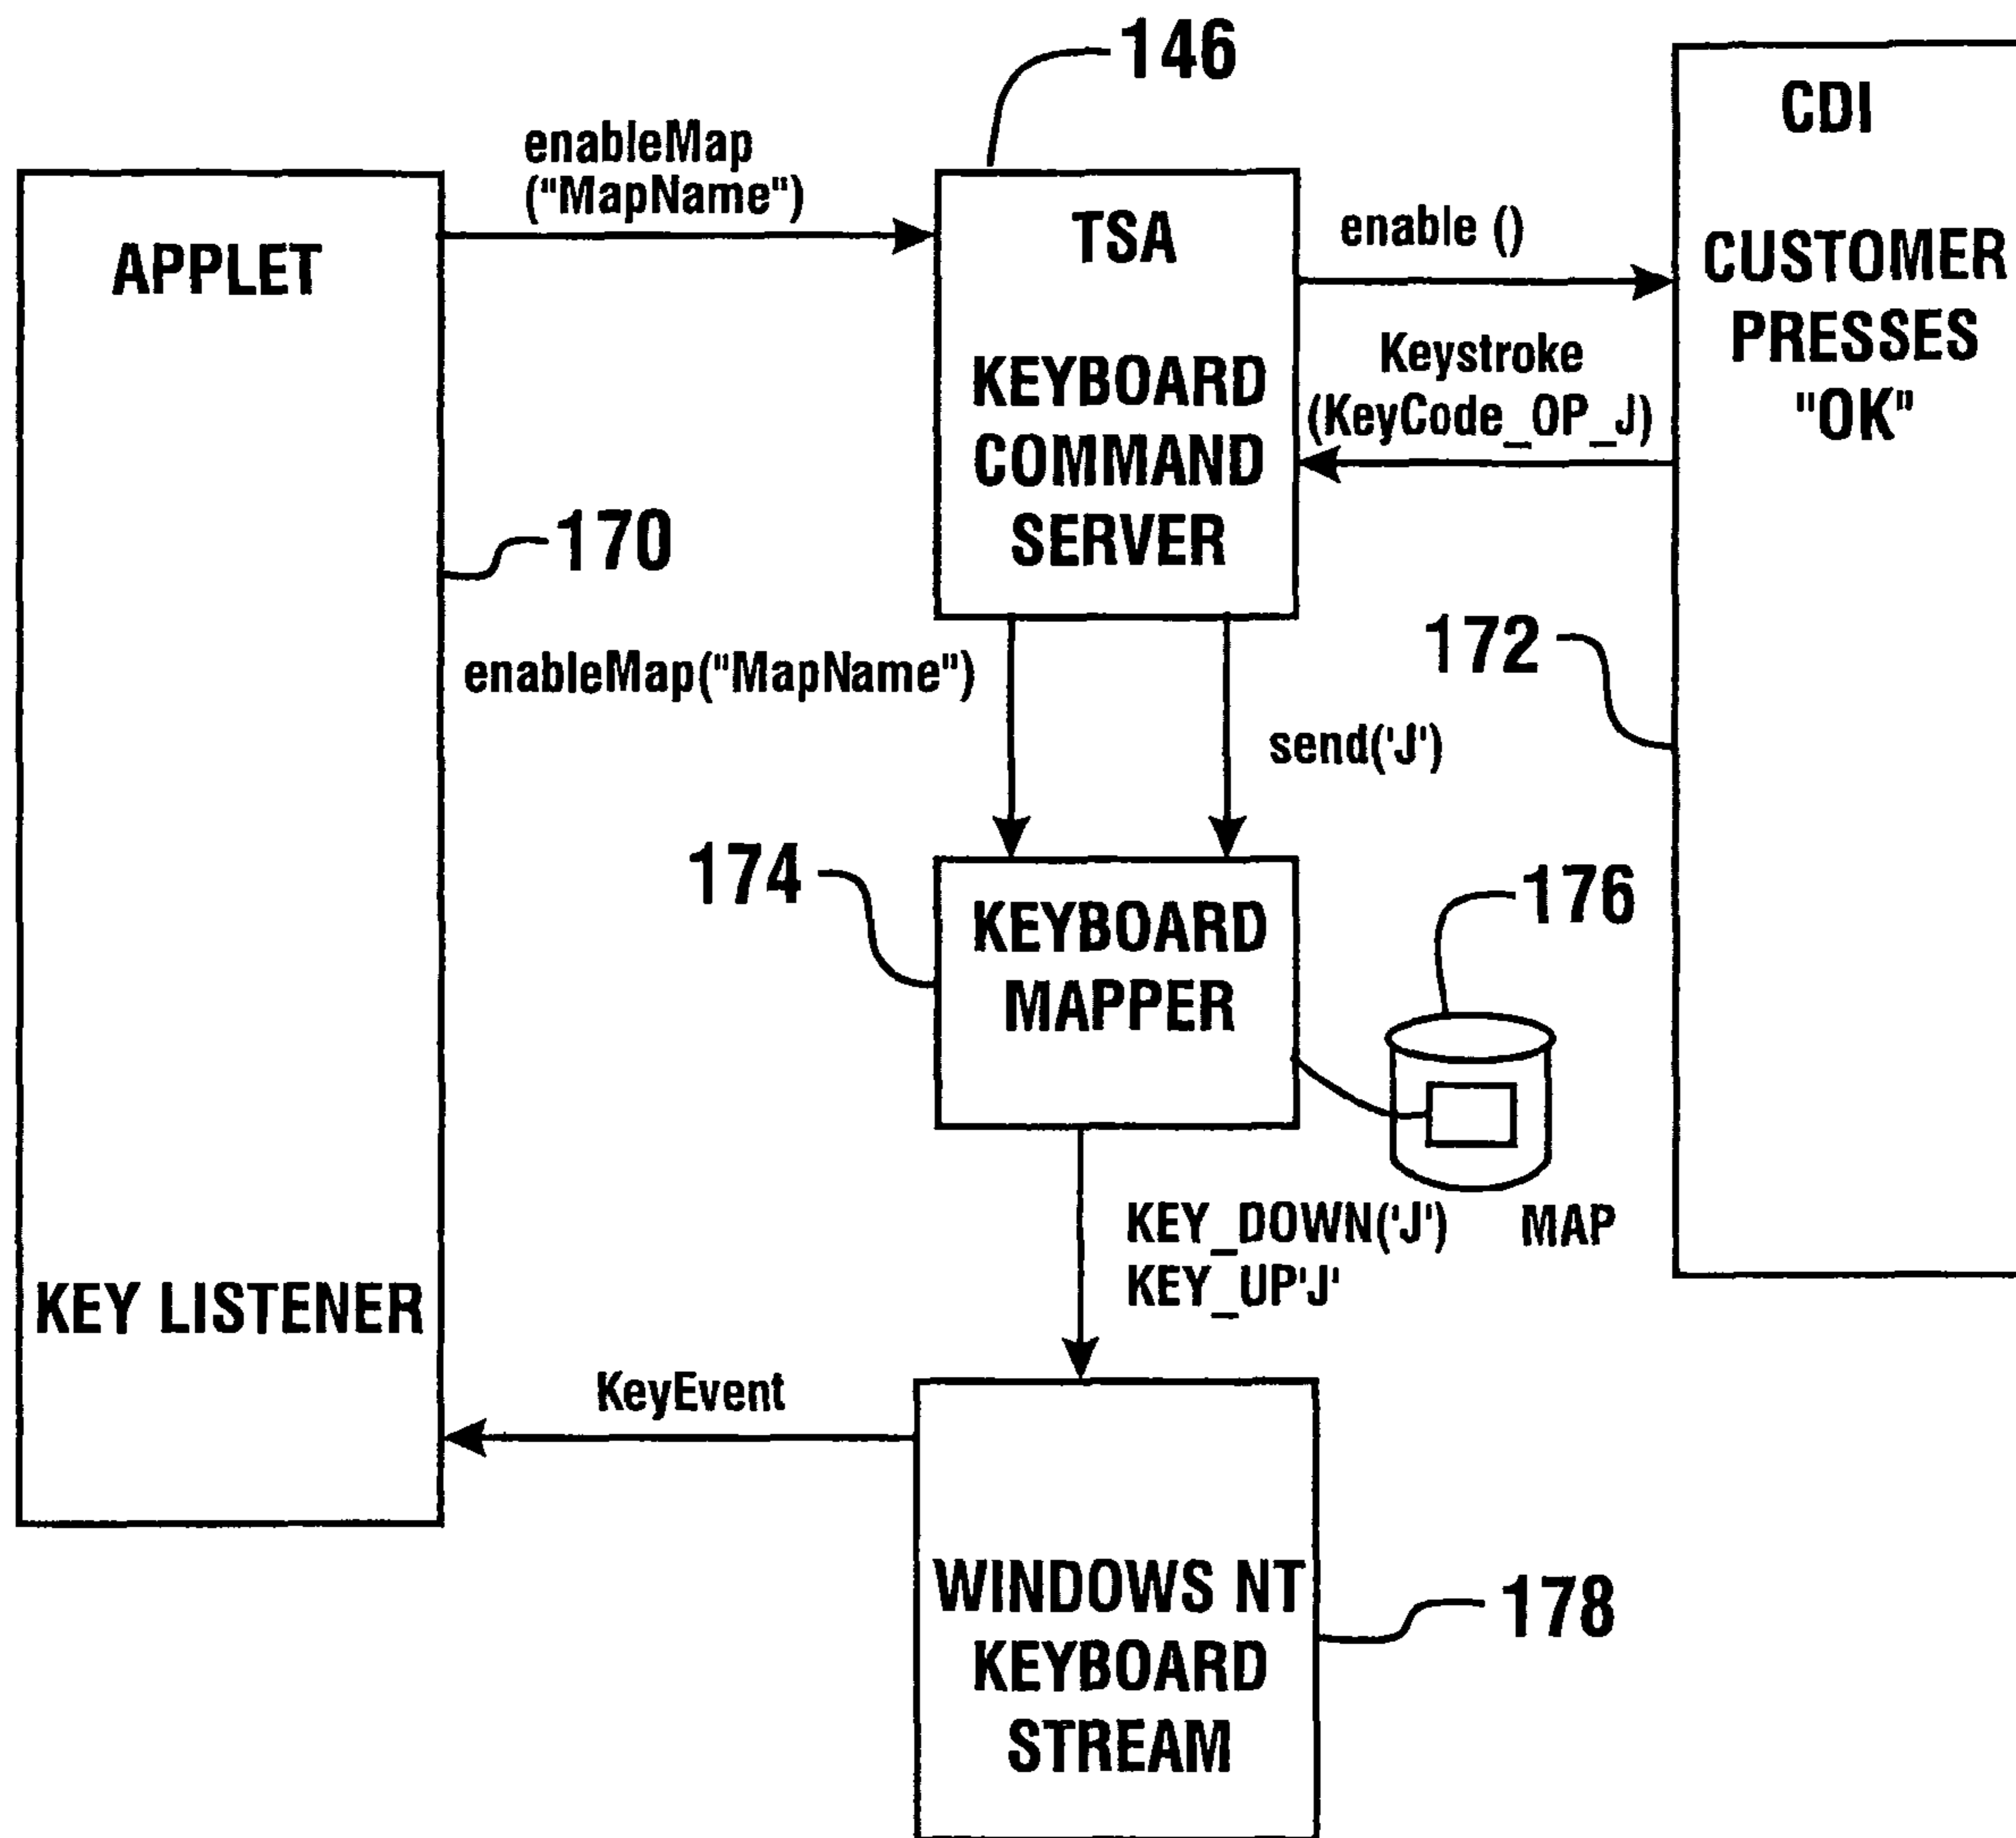 146
CDI
CUSTOMER
PRESSES
"OK"
enableMap
("MapName")
APPLET
TSA
KEYBOARD
COMMAND
SERVER
enable ()
Keystroke
(KeyCode_OP_J)
170
172
enableMap("MapName")
send('J')
174
KEYBOARD
MAPPER
176
KEY_DOWN('J')
KEY_UP'J'
MAP
KEY LISTENER
KeyEvent
WINDOWS NT
KEYBOARD
STREAM
178